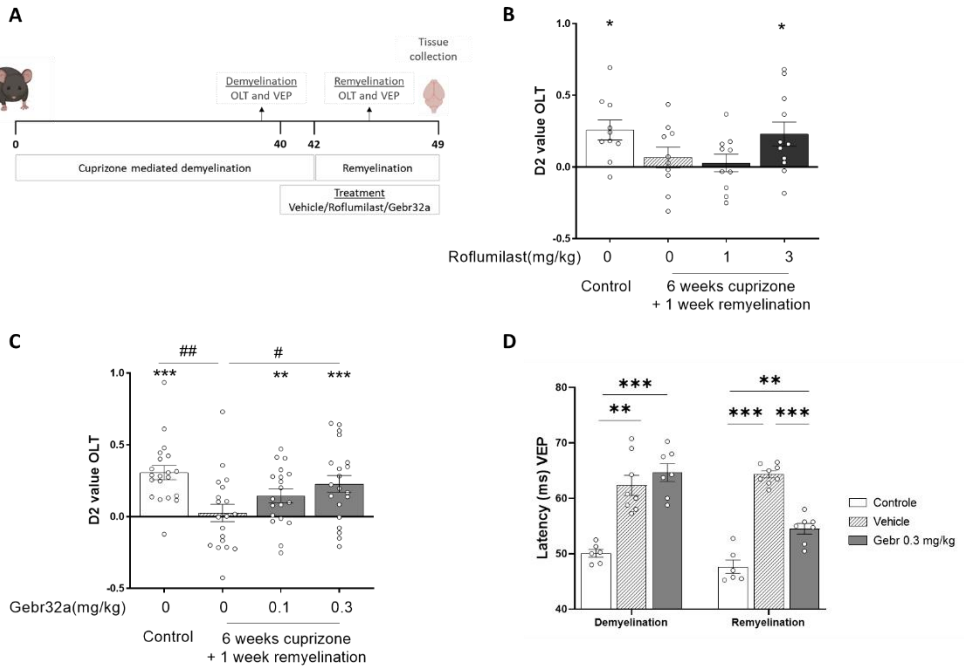 A
Tissue
collection
Demyelination
OLT and VEP
Remyelination
OLT and VEP
0 40 42 49
Cuprizone mediated demyelination
Remyelination
Treatment
Vehicle/Roflumilast/Gebr32a
B
D2 value OLT
1.0
0.5
0.0
-0.5
* *
Roflumilast(mg/kg) 0 0 1 3
Control
6 weeks cuprizone
+ 1 week remyelination
C
D2 value OLT
1.0
0.5
0.0
-0.5
## #
*** ** ***
Gebr32a(mg/kg) 0 0 0.1 0.3
Control
6 weeks cuprizone
+ 1 week remyelination
D
Latency (ms) VEP
80
70
60
50
40
***
**
**
*** ***
Demyelination Remyelination
Controle
Vehicle
Gebr 0.3 mg/kg